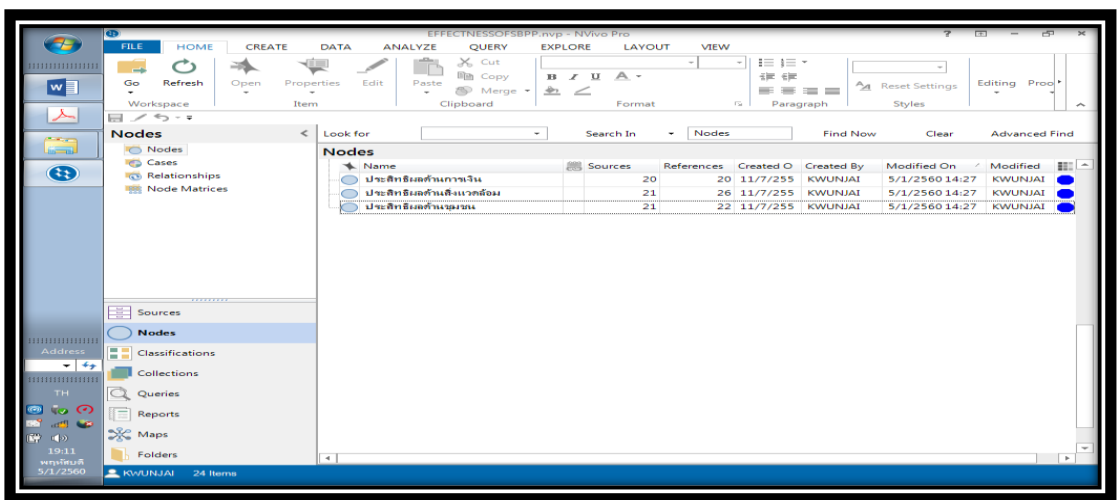 EFFECTNESSOFSBPP.nvp - NVivo Pro
FILE HOME CREATE DATA ANALYZE QUERY EXPLORE LAYOUT VIEW
Go Refresh Open Properties Edit Paste Cut
Copy
Merge
B I U A
Reset Settings Editing Proo
Workspace Item Clipboard Format Paragraph Styles
Nodes
Look for Search In Nodes Find Now Clear Advanced Find
Nodes
Cases
Relationships
Node Matrices
Nodes
Name Sources References Created O Created By Modified On Modified
ประสิทธิผลด้านการเงิน 20 20 11/7/255 KWUNJAI 5/1/2560 14:27 KWUNJAI
ประสิทธิผลด้านสิ่งแวดล้อม 21 26 11/7/255 KWUNJAI 5/1/2560 14:27 KWUNJAI
ประสิทธิผลด้านชุมชน 21 22 11/7/255 KWUNJAI 5/1/2560 14:27 KWUNJAI
Sources
Nodes
Classifications
Collections
Queries
Reports
Maps
Folders
Address
TH
19:11
พฤหัสบดี
5/1/2560
KWUNJAI 24 Items